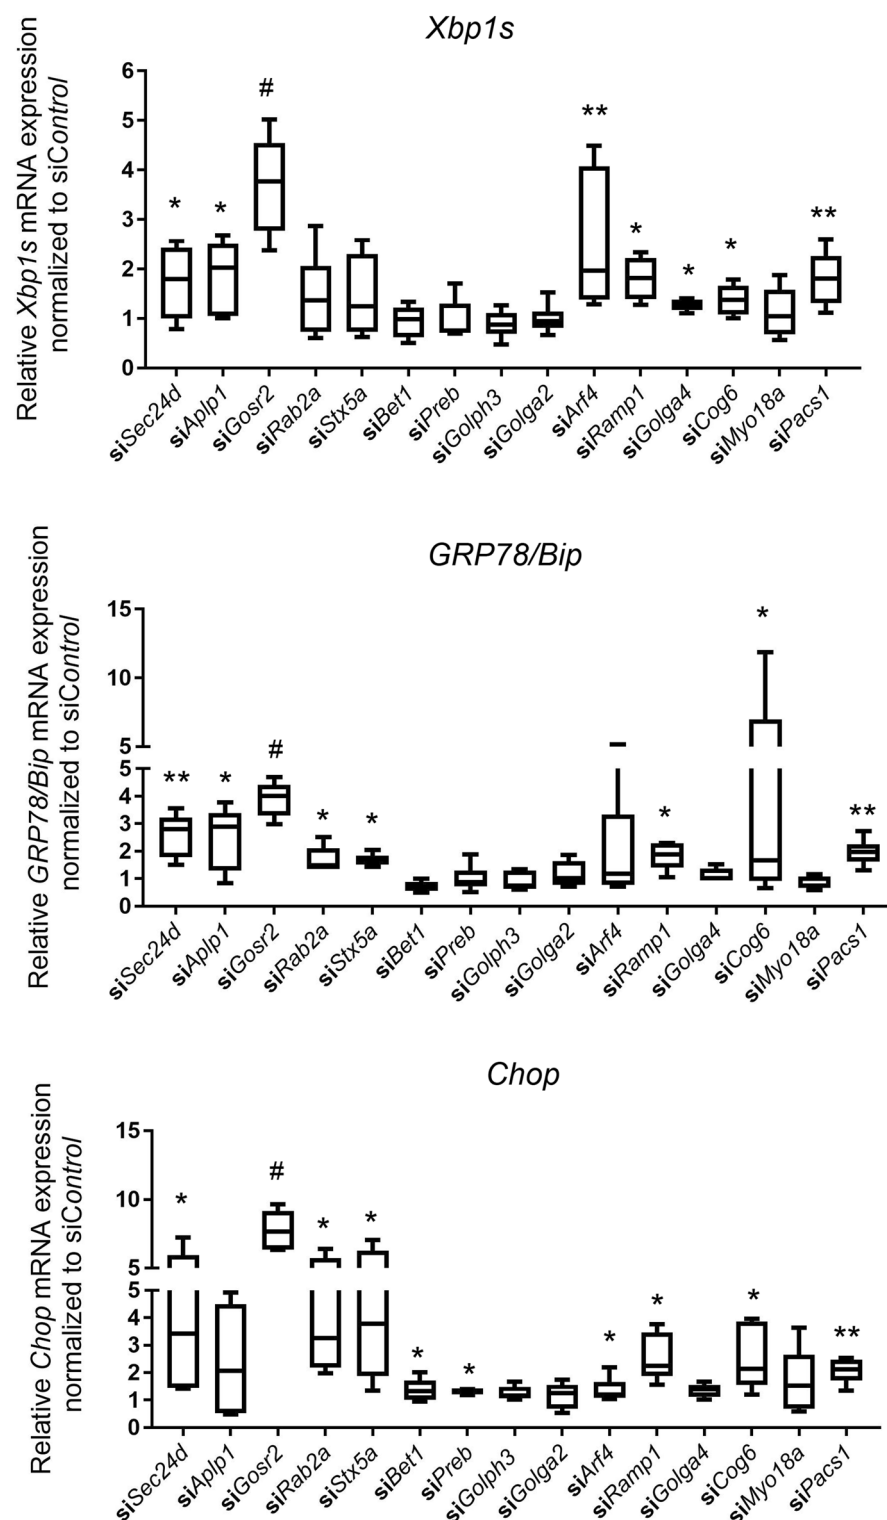 Xbp1s
Relative Xbp1s mRNA expression
normalized to siControl
6
5
4
3
2
1
0
* * # ** * * * **
siSec24d siAplp1 siGosr2 siRab2a siStx5a siBet1 siPreb siGolph3 siGolga2 siArf4 siRamp1 siGolga4 siCog6 siMyo18a siPacs1
GRP78/Bip
Relative GRP78/Bip mRNA expression
normalized to siControl
15
10
5
5
4
3
2
1
0
** * # * * * * **
siSec24d siAplp1 siGosr2 siRab2a siStx5a siBet1 siPreb siGolph3 siGolga2 siArf4 siRamp1 siGolga4 siCog6 siMyo18a siPacs1
Chop
Relative Chop mRNA expression
normalized to siControl
15
10
5
5
4
3
2
1
0
* # * * * * * * * **
siSec24d siAplp1 siGosr2 siRab2a siStx5a siBet1 siPreb siGolph3 siGolga2 siArf4 siRamp1 siGolga4 siCog6 siMyo18a siPacs1